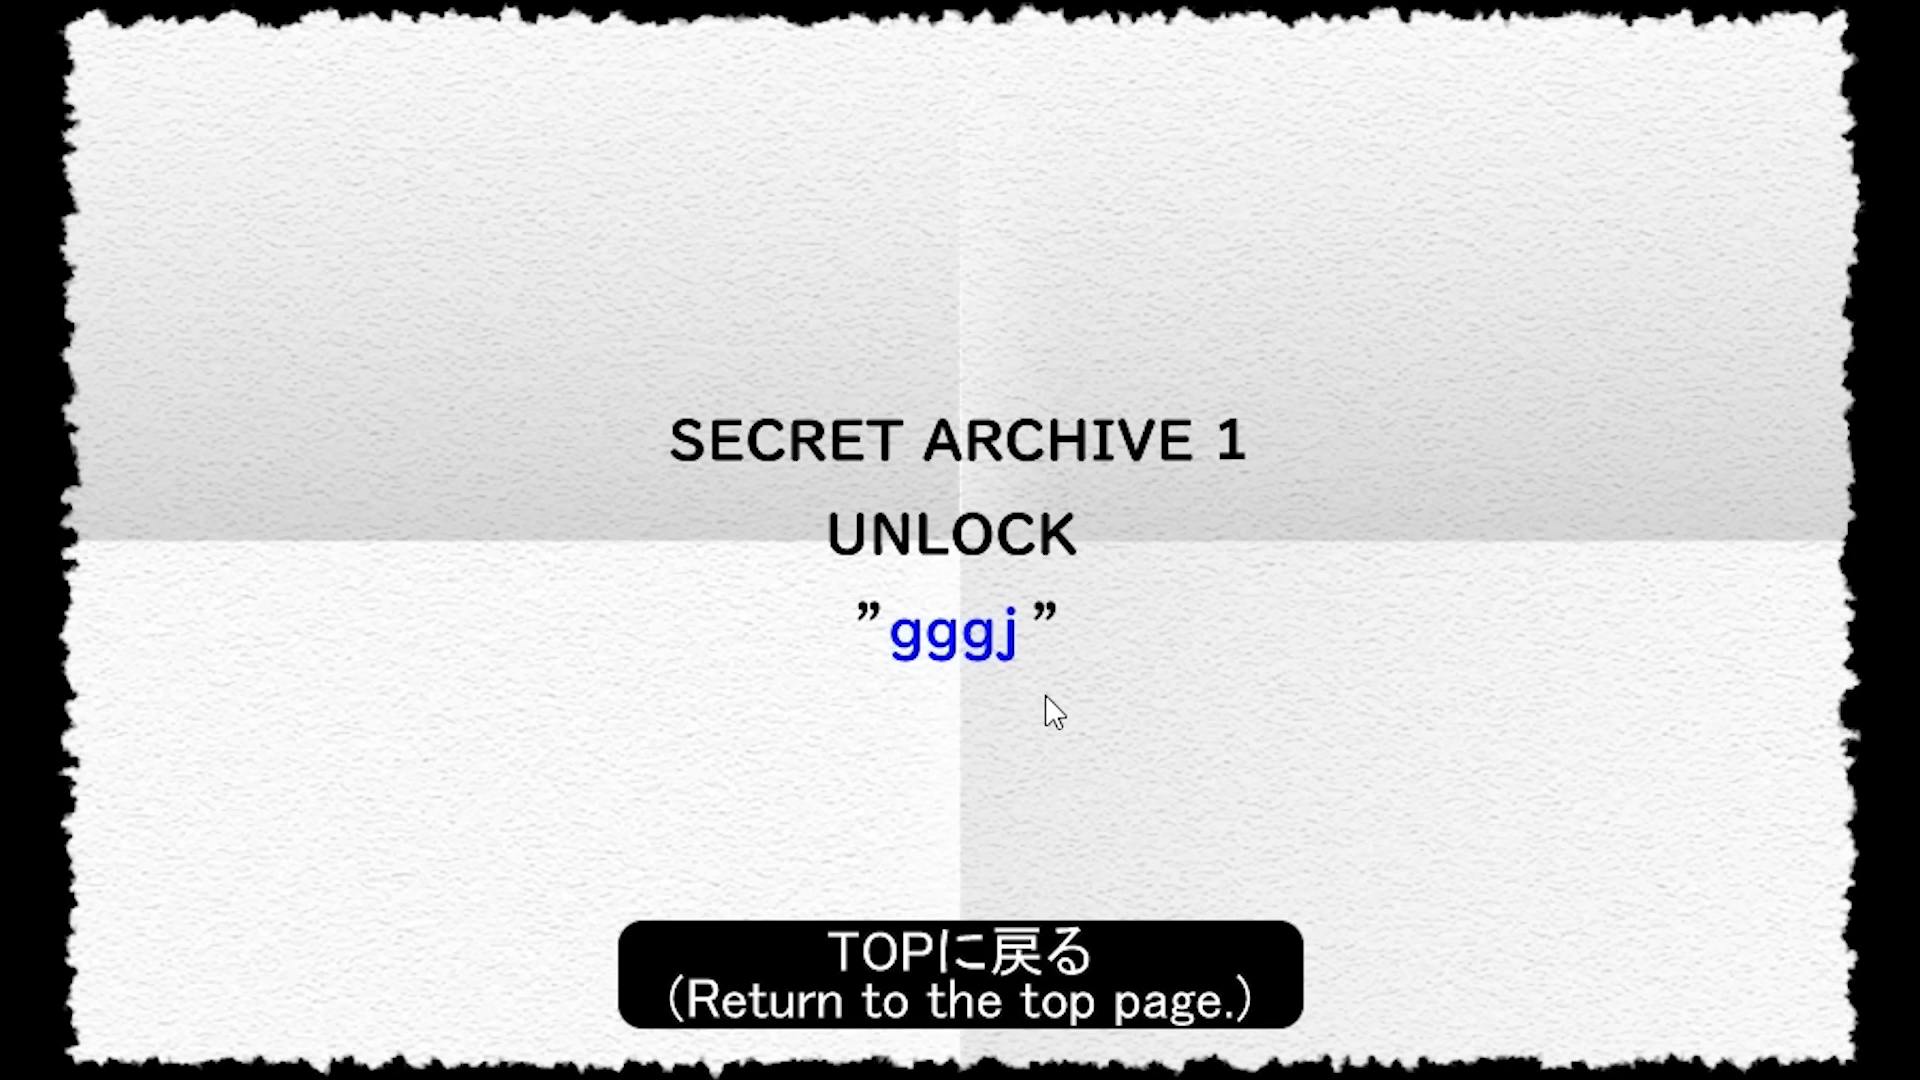 SECRET ARCHIVE 1
UNLOCK
”gggj”
TOPに戻る
(Return to the top page.)